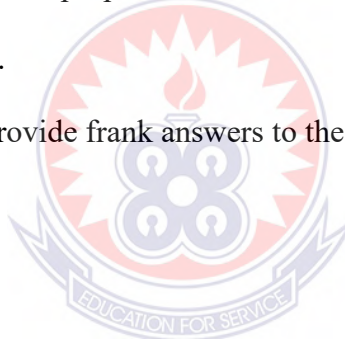 .
rovide frank answers to the
EDUCATION FOR SERVICE